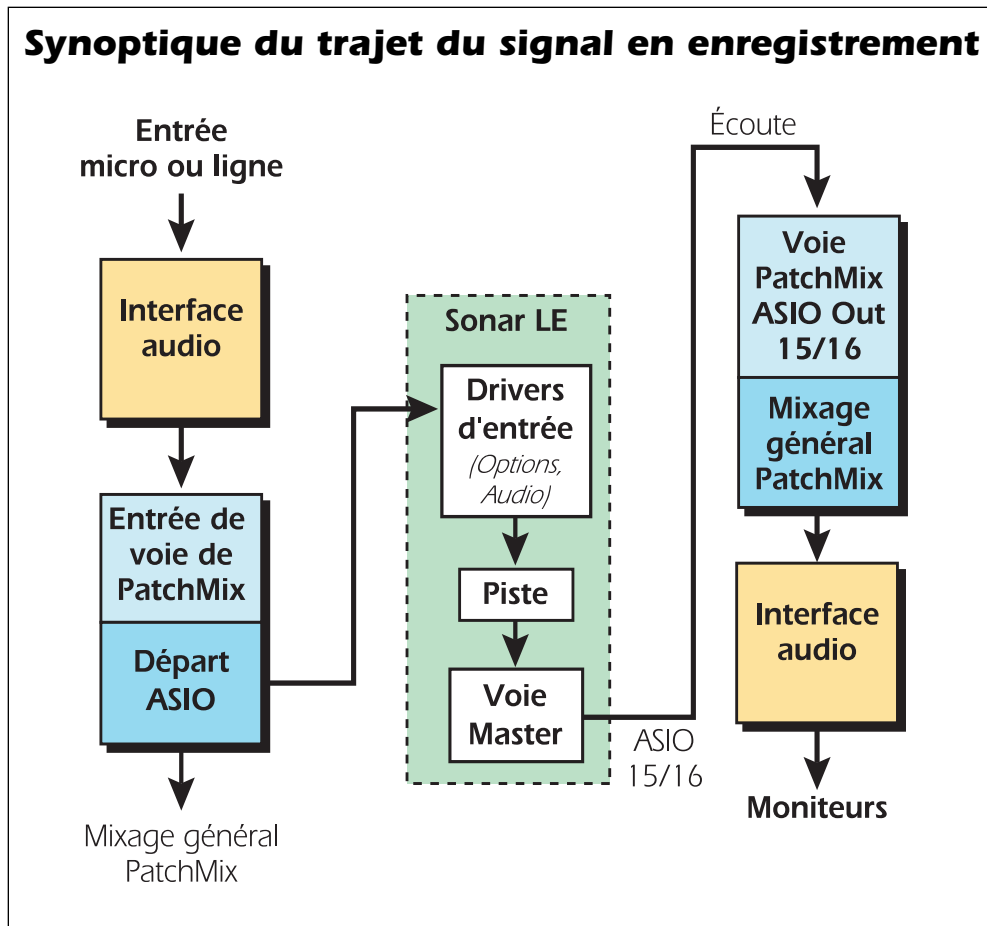 Synoptique du trajet du signal en enregistrement
Entrée
micro ou ligne
Interface
audio
Entrée de
voie de
PatchMix
Départ
ASIO
Mixage général
PatchMix
Sonar LE
Drivers
d'entrée
(Options,
Audio)
Piste
Voie
Master
ASIO
15/16
Écoute
Voie
PatchMix
ASIO Out
15/16
Mixage
général
PatchMix
Interface
audio
Moniteurs